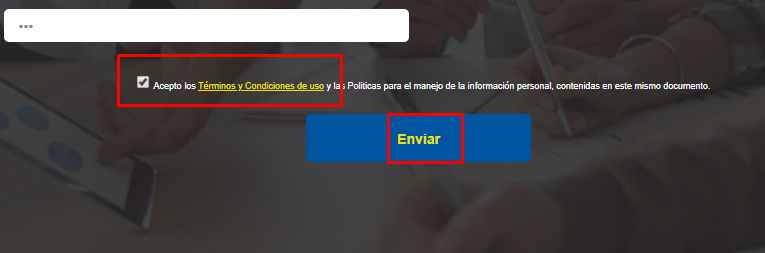 •••
Acepto los Términos y Condiciones de uso y las Políticas para el manejo de la información personal, contenidas en este mismo documento.
Enviar